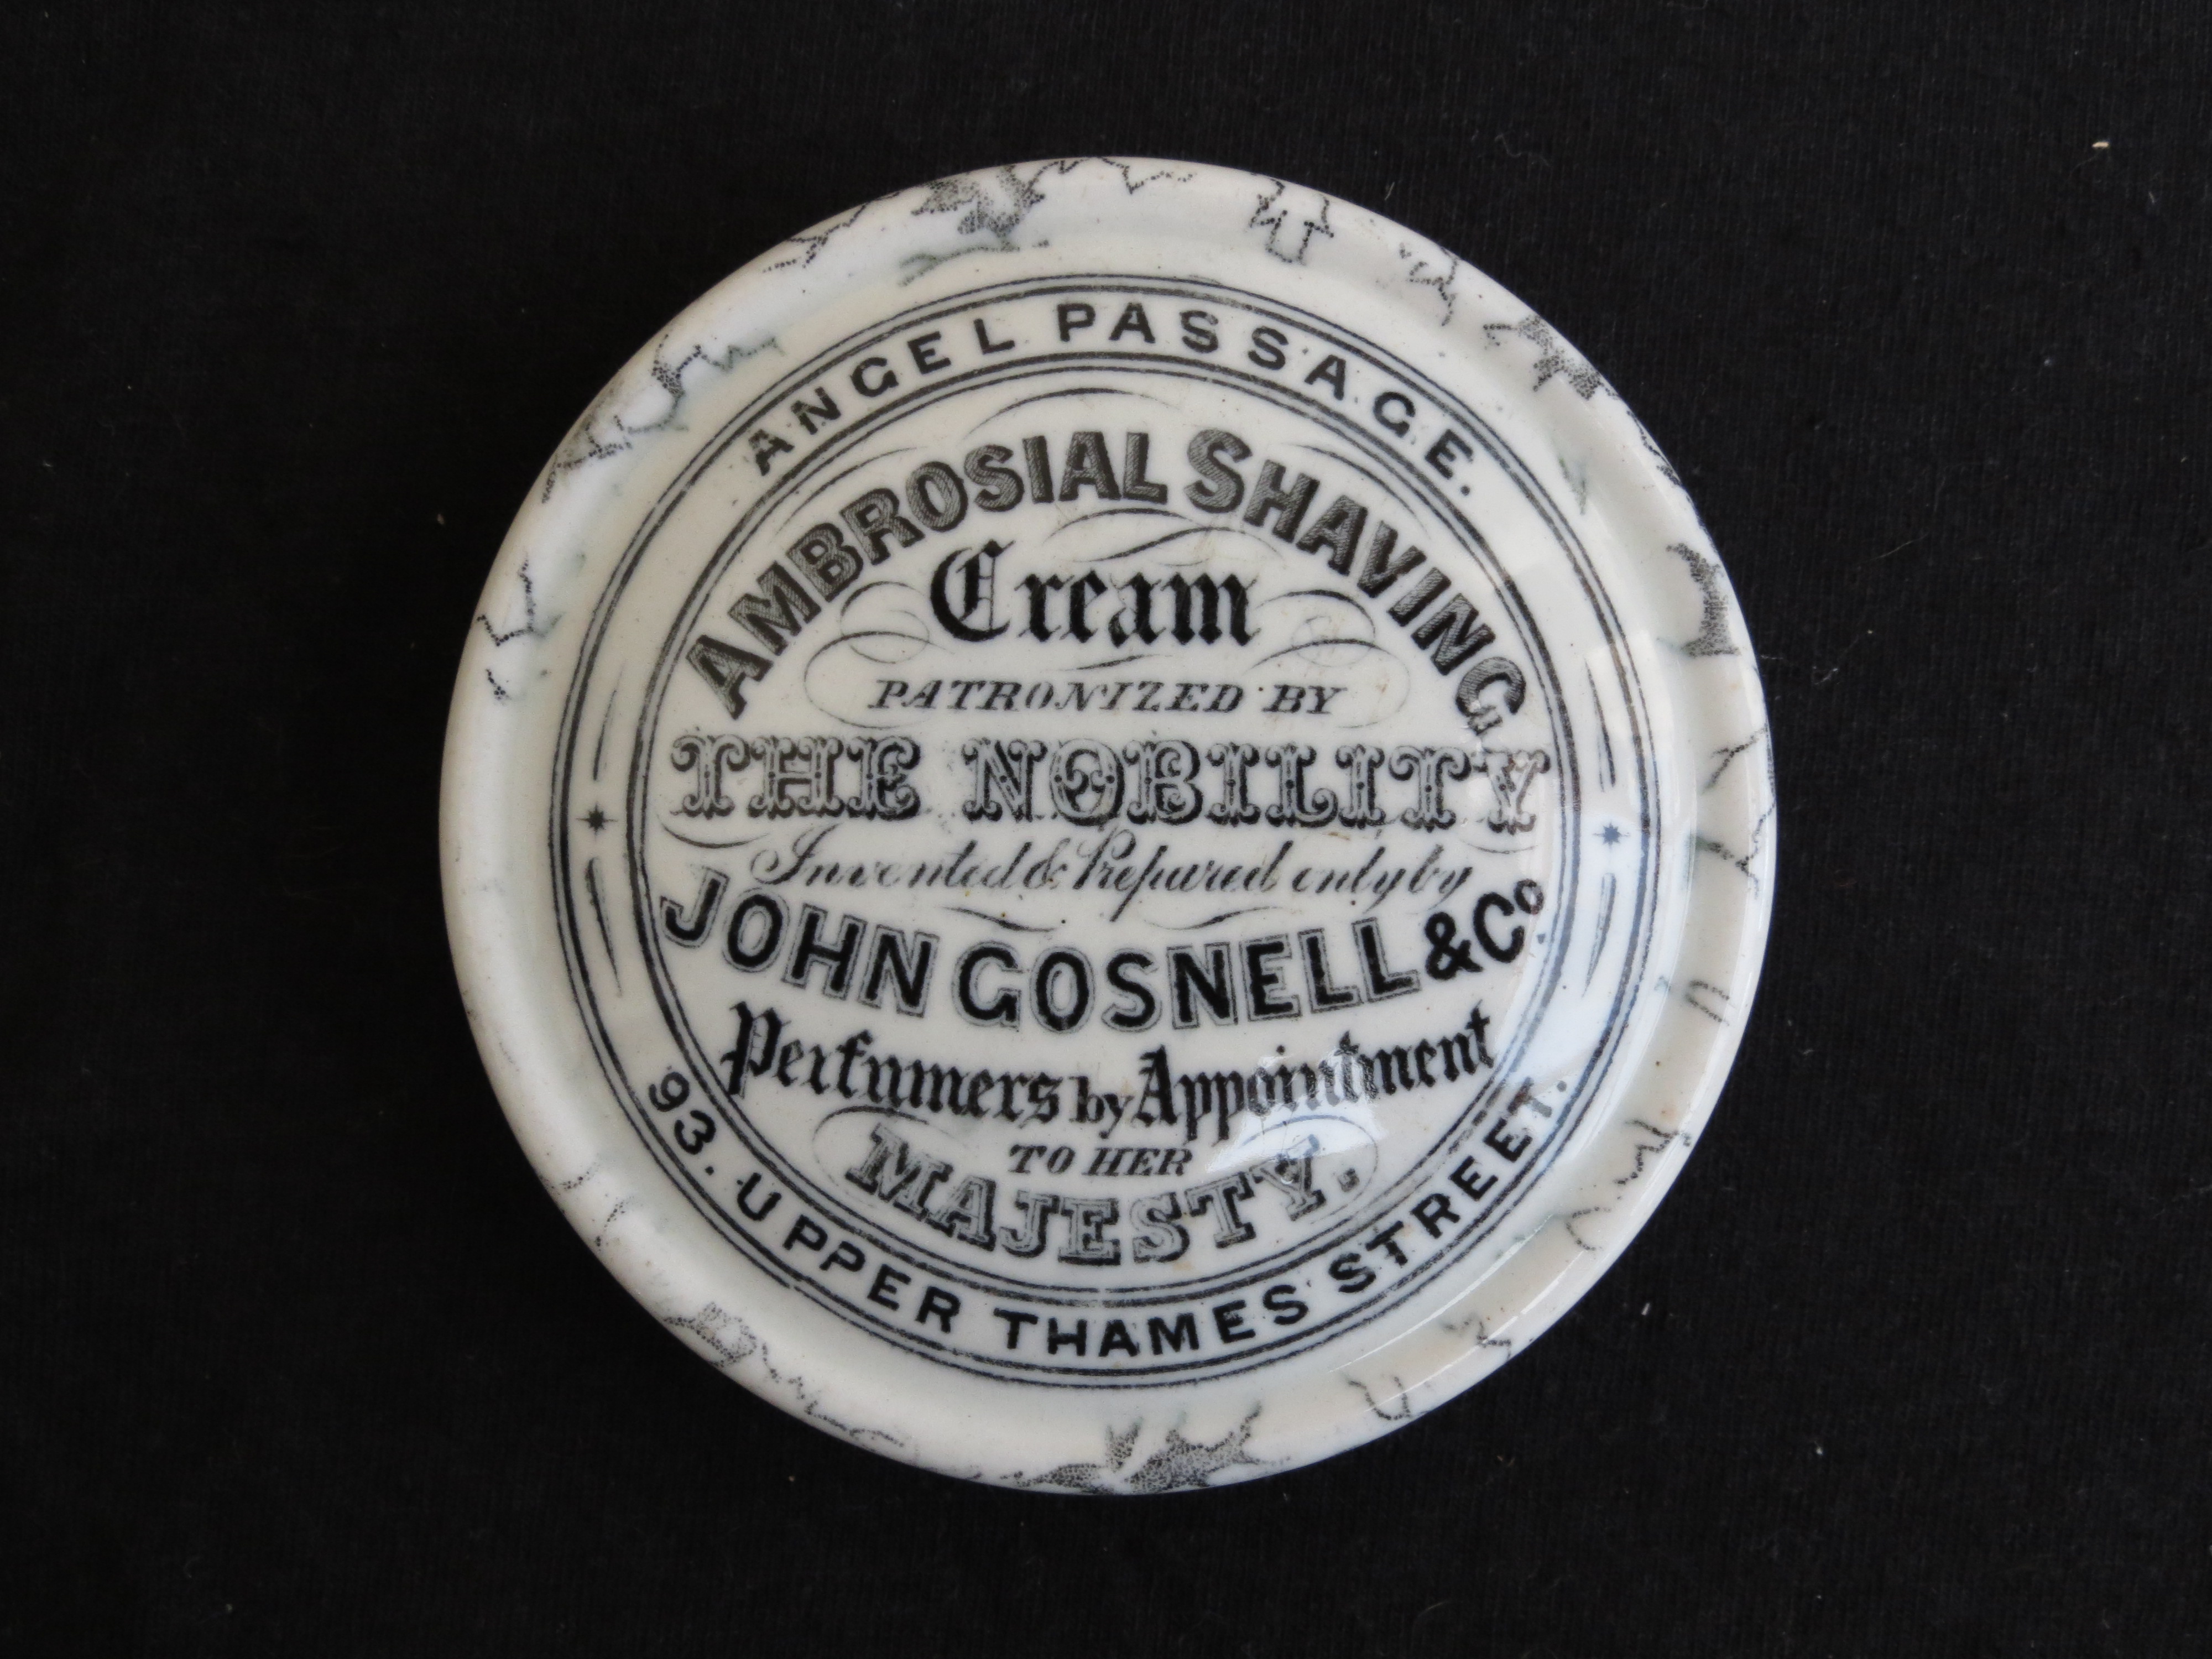 ANGEL PASSAGE.
AMBROSIAL SHAVING
Cream
PATRONIZED BY
THE NOBILITY
Invented & Prepared only by
JOHN GOSNELL & Co
Perfumers by Appointment
TO HER
MAJESTY.
93. UPPER THAMES STREET.